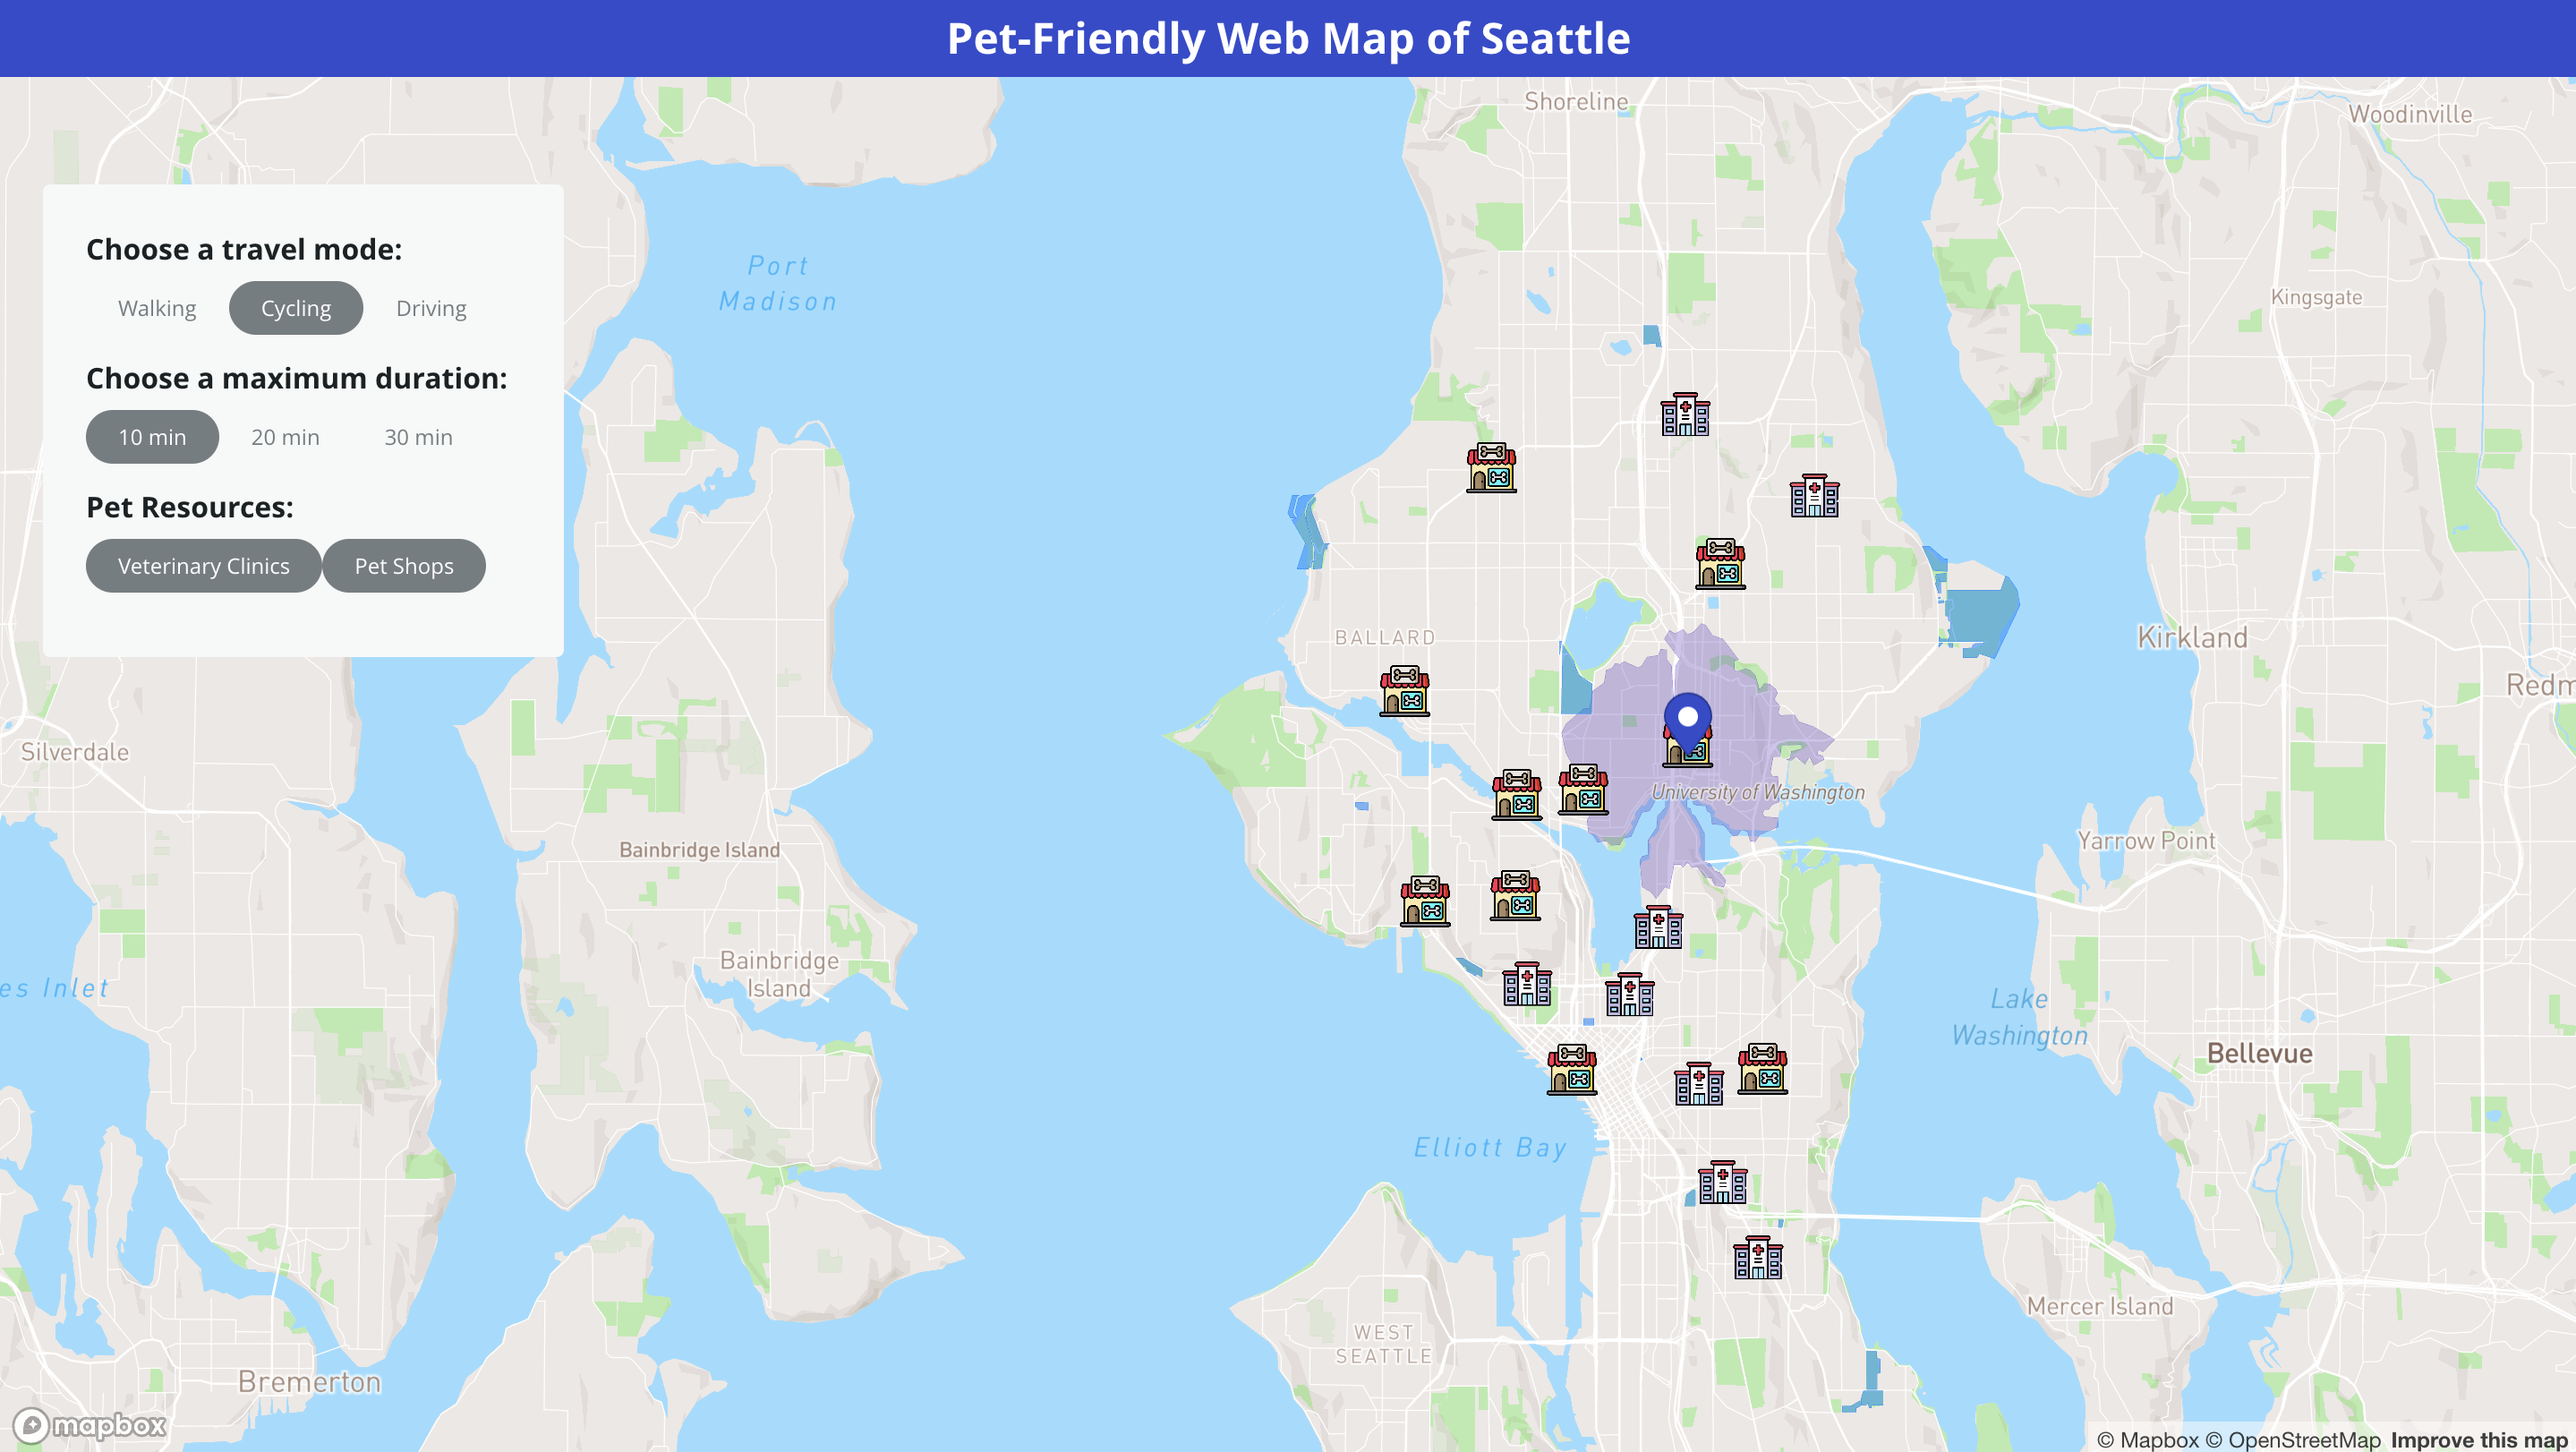 Pet-Friendly Web Map of Seattle
Choose a travel mode:
Walking Cycling Driving
Choose a maximum duration:
10 min 20 min 30 min
Pet Resources:
Veterinary Clinics Pet Shops
Shoreline
Woodinville
Port
Madison
Kingsgate
BALLARD
Kirkland
Redm
Silverdale
University of Washington
Yarrow Point
Bainbridge Island
Bainbridge
Island
es Inlet
Lake
Washington
Bellevue
Elliott Bay
Mercer Island
WEST
SEATTLE
Bremerton
mapbox
© Mapbox © OpenStreetMap Improve this map